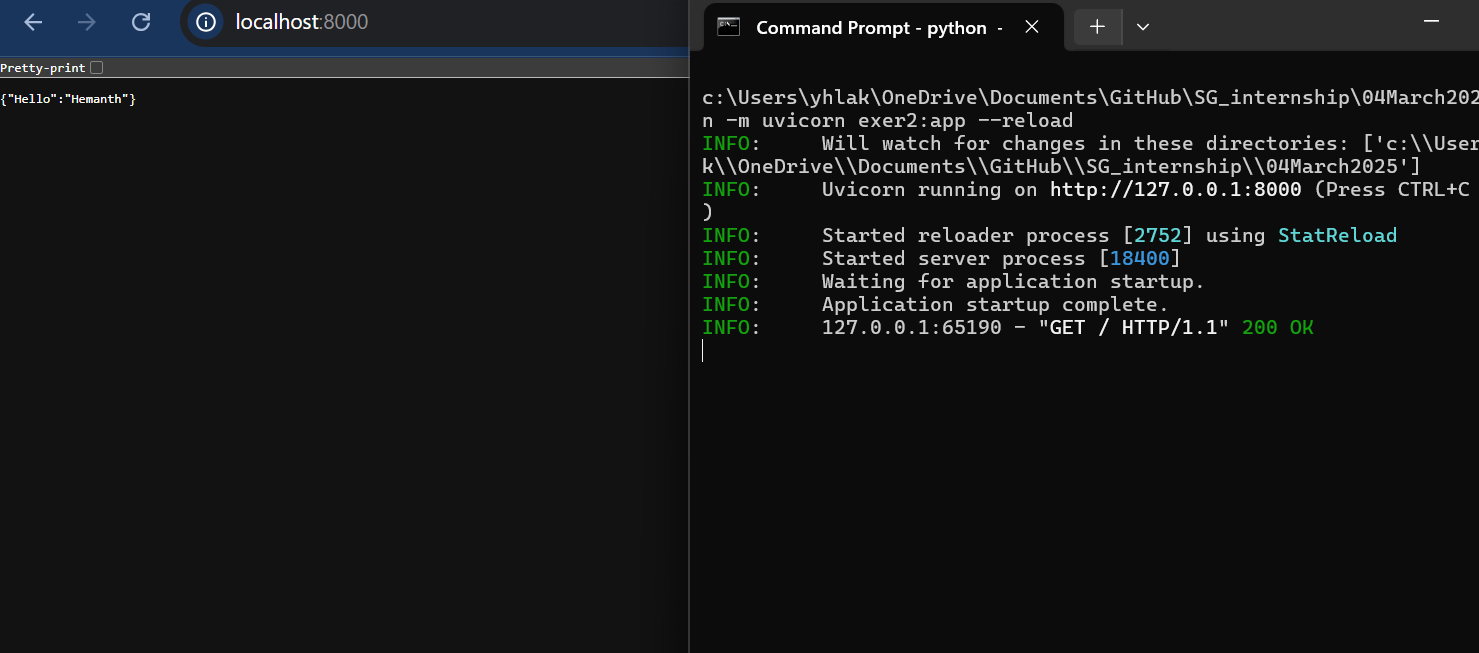 localhost:8000
Pretty-print
{"Hello":"Hemanth"}
Command Prompt - python -
c:\Users\yhlak\OneDrive\Documents\GitHub\SG_internship\04March202
n -m uvicorn exer2:app --reload
INFO: Will watch for changes in these directories: ['c:\\User
k\\OneDrive\\Documents\\GitHub\\SG_internship\\04March2025']
INFO: Uvicorn running on http://127.0.0.1:8000 (Press CTRL+C
)
INFO: Started reloader process [2752] using StatReload
INFO: Started server process [18400]
INFO: Waiting for application startup.
INFO: Application startup complete.
INFO: 127.0.0.1:65190 - "GET / HTTP/1.1" 200 OK